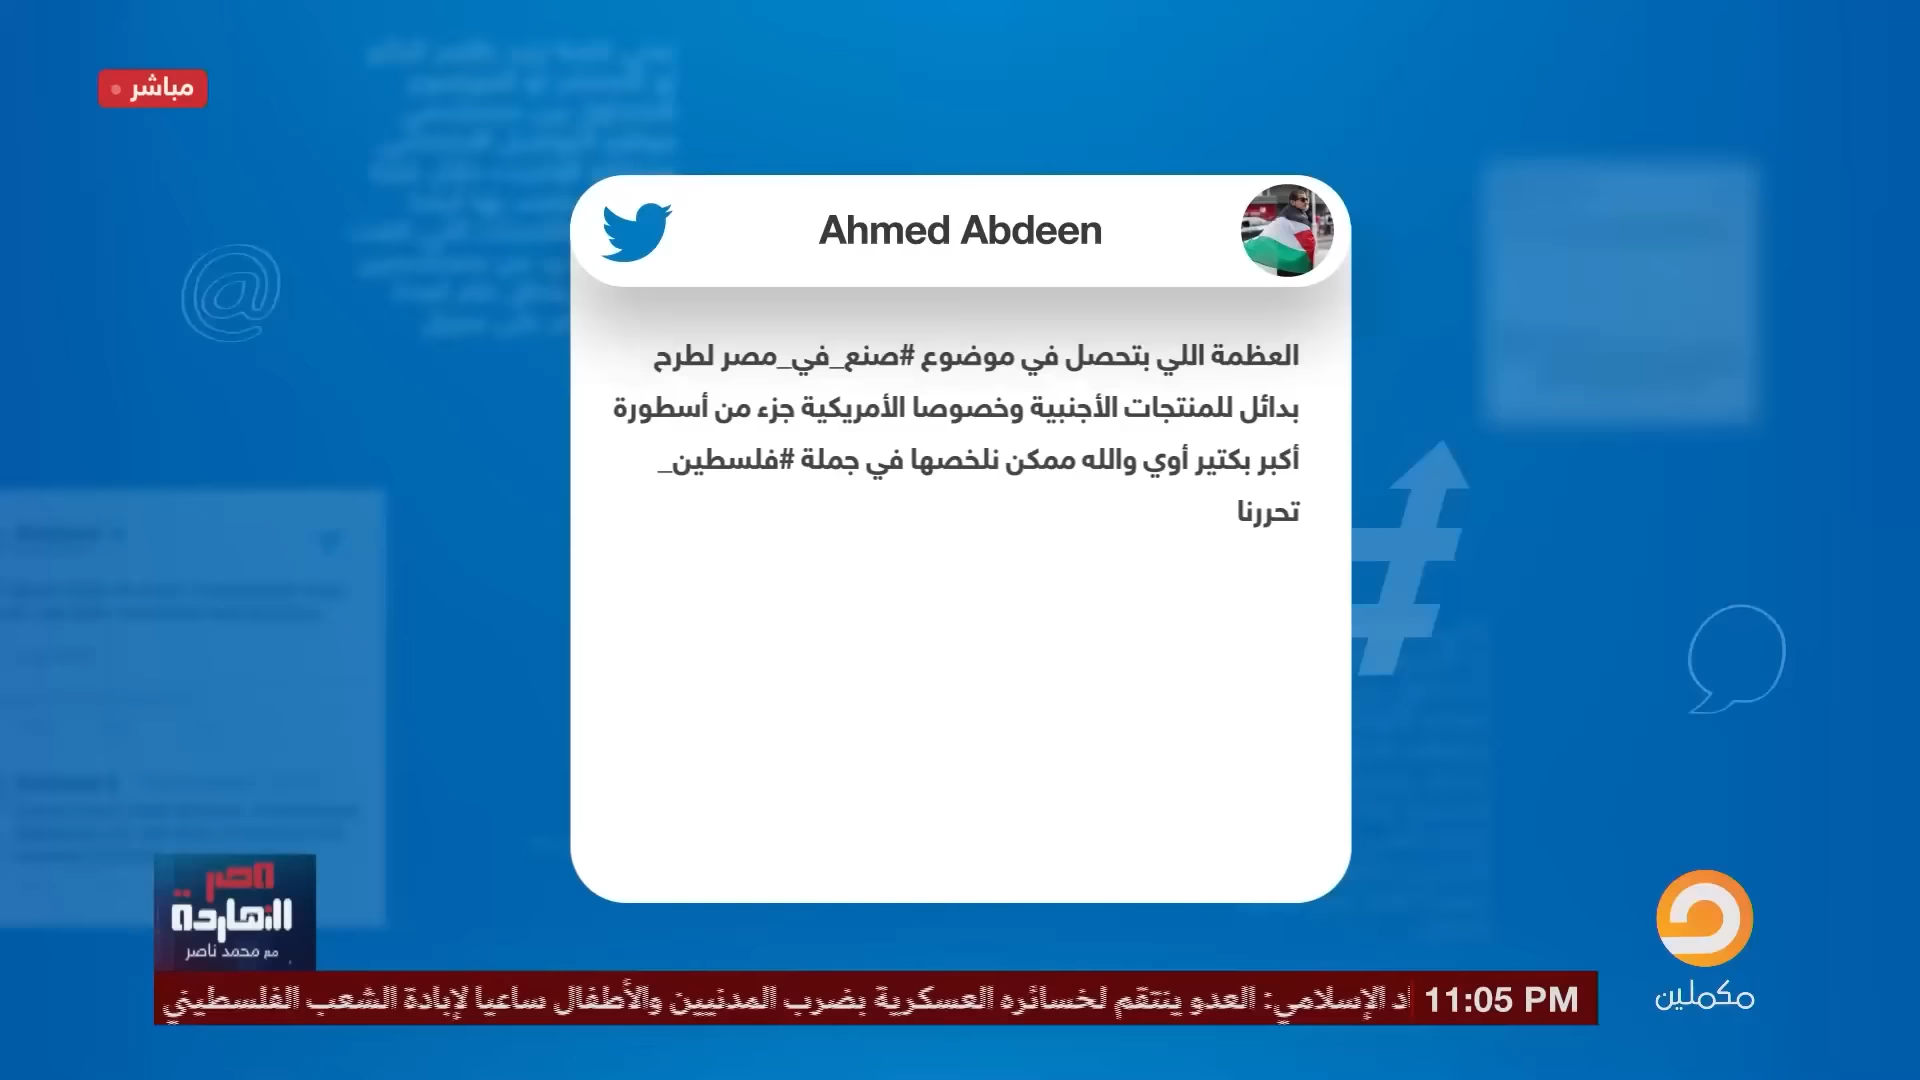 مباشر
Ahmed Abdeen
العظمة اللي بتحصل في موضوع #صنع_في_مصر لطرح
بدائل للمنتجات الأجنبية وخصوصا الأمريكية جزء من أسطورة
أكبر بكتير أوي والله ممكن نلخصها في جملة #فلسطين_
تحررنا
مصر
النهاردة
مع محمد ناصر
اد الإسلامي: العدو ينتقم لخسائره العسكرية بضرب المدنيين والأطفال ساعيا لإبادة الشعب الفلسطيني
11:05 PM
مكملين